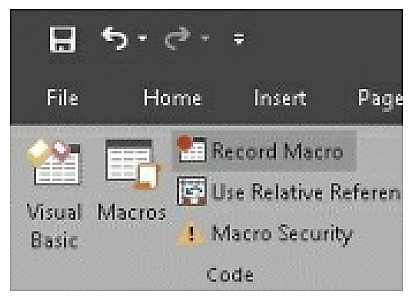 File Home Insert Page
Record Macro
Use Relative Referen
Visual Basic
Macros
Macro Security
Code